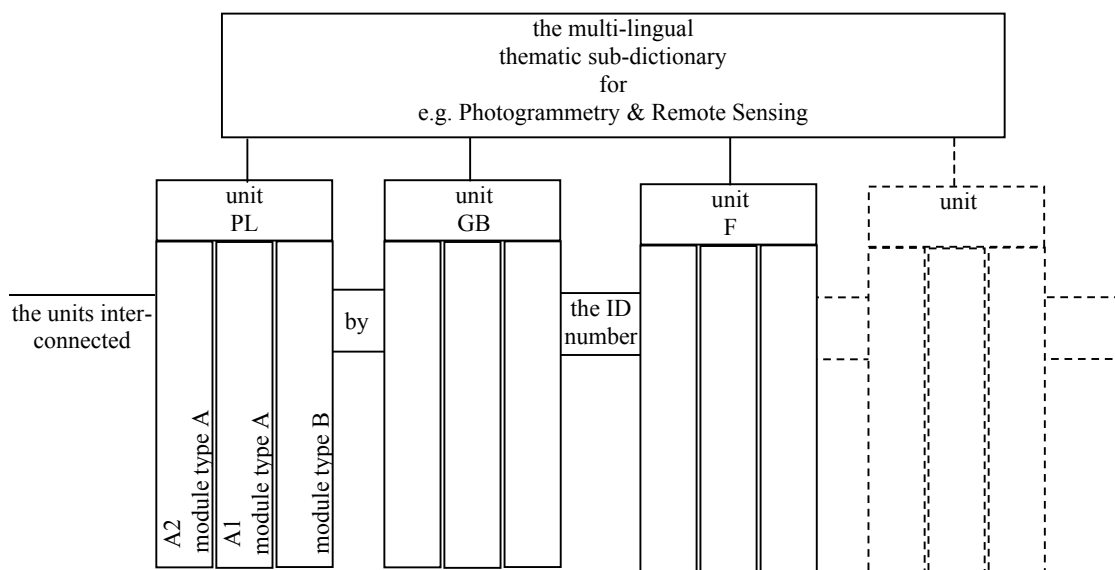 the multi-lingual
thematic sub-dictionary
for
e.g. Photogrammetry & Remote Sensing
unit
PL
unit
GB
unit
F
unit
the units inter-
connected
by
the ID
number
A2
module type A
A1
module type A
module type B